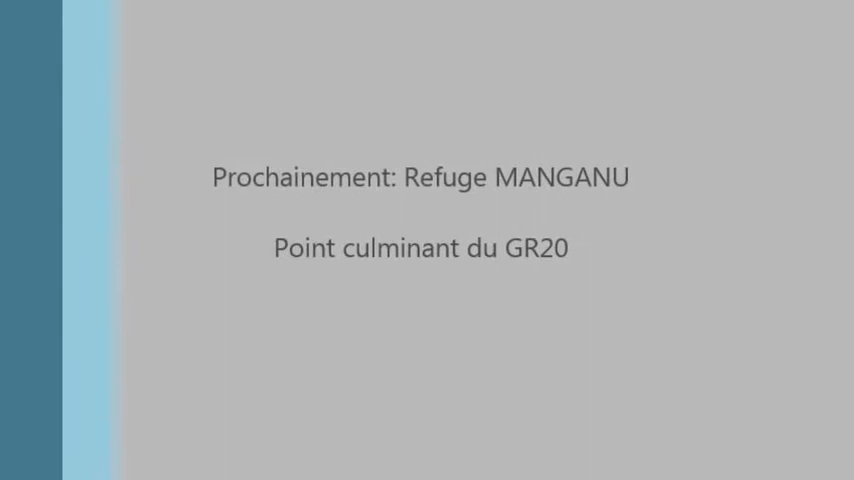 Prochainement: Refuge MANGANU
Point culminant du GR20